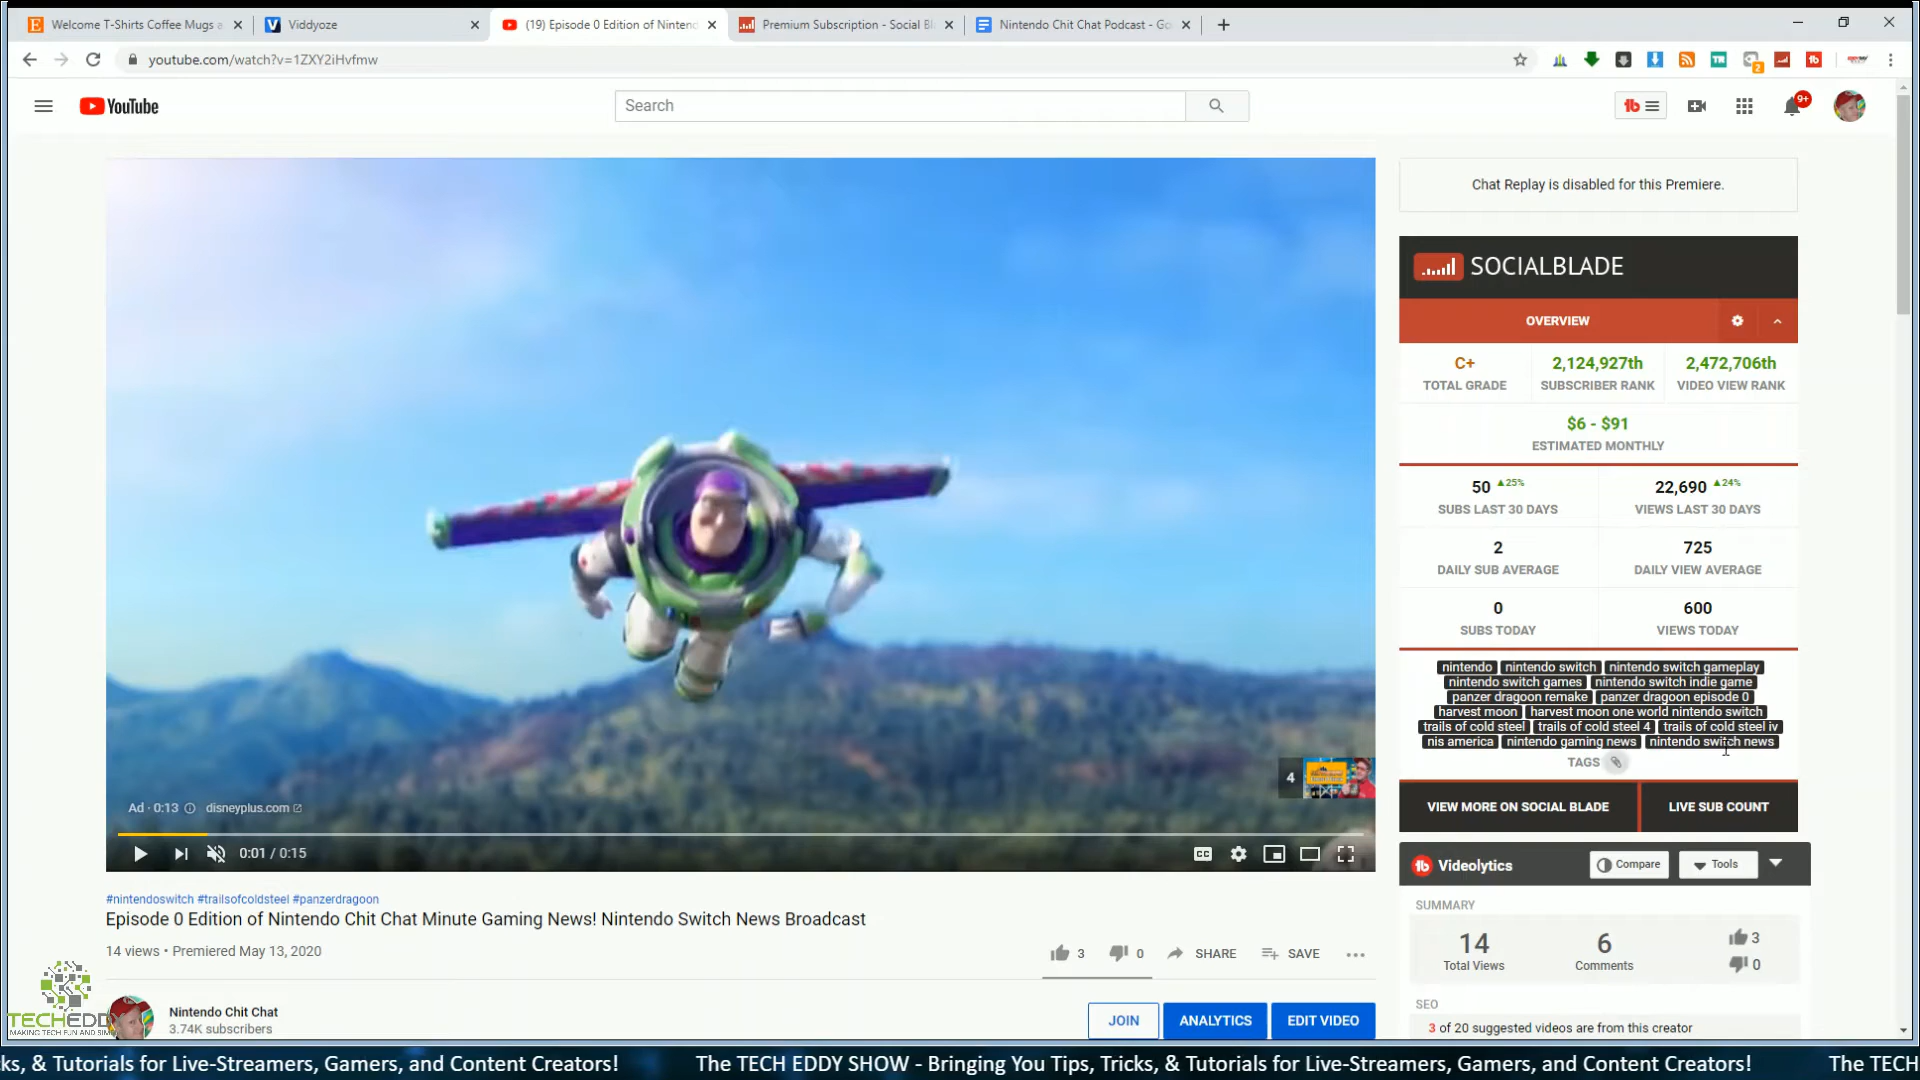 Welcome T-Shirts Coffee Mugs a
Viddyoze
(19) Episode 0 Edition of Nintend
Premium Subscription - Social Bl
Nintendo Chit Chat Podcast - Go
youtube.com/watch?v=1ZXY2iHvfmw
2
YouTube
Search
9+
Chat Replay is disabled for this Premiere.
SOCIALBLADE
OVERVIEW
C+ 2,124,927th 2,472,706th
TOTAL GRADE SUBSCRIBER RANK VIDEO VIEW RANK
$6 - $91
ESTIMATED MONTHLY
50 ▲25% 22,690 ▲24%
SUBS LAST 30 DAYS VIEWS LAST 30 DAYS
2 725
DAILY SUB AVERAGE DAILY VIEW AVERAGE
0 600
SUBS TODAY VIEWS TODAY
nintendo nintendo switch nintendo switch gameplay
nintendo switch games nintendo switch indie game
panzer dragoon remake panzer dragoon episode 0
harvest moon harvest moon one world nintendo switch
trails of cold steel trails of cold steel 4 trails of cold steel iv
nis america nintendo gaming news nintendo switch news
TAGS
VIEW MORE ON SOCIAL BLADE LIVE SUB COUNT
4
Ad · 0:13 disneyplus.com
0:01 / 0:15
CC
tb Videolytics Compare Tools
SUMMARY
14 6 3
Total Views Comments 0
SEO
3 of 20 suggested videos are from this creator
#nintendoswitch #trailsofcoldsteel #panzerdragoon
Episode 0 Edition of Nintendo Chit Chat Minute Gaming News! Nintendo Switch News Broadcast
14 views • Premiered May 13, 2020
3 0 SHARE SAVE
Nintendo Chit Chat
3.74K subscribers
JOIN ANALYTICS EDIT VIDEO
TECHEDDY
MAKING TECH FUN AND SIM
ks, & Tutorials for Live-Streamers, Gamers, and Content Creators! The TECH EDDY SHOW - Bringing You Tips, Tricks, & Tutorials for Live-Streamers, Gamers, and Content Creators! The TECH